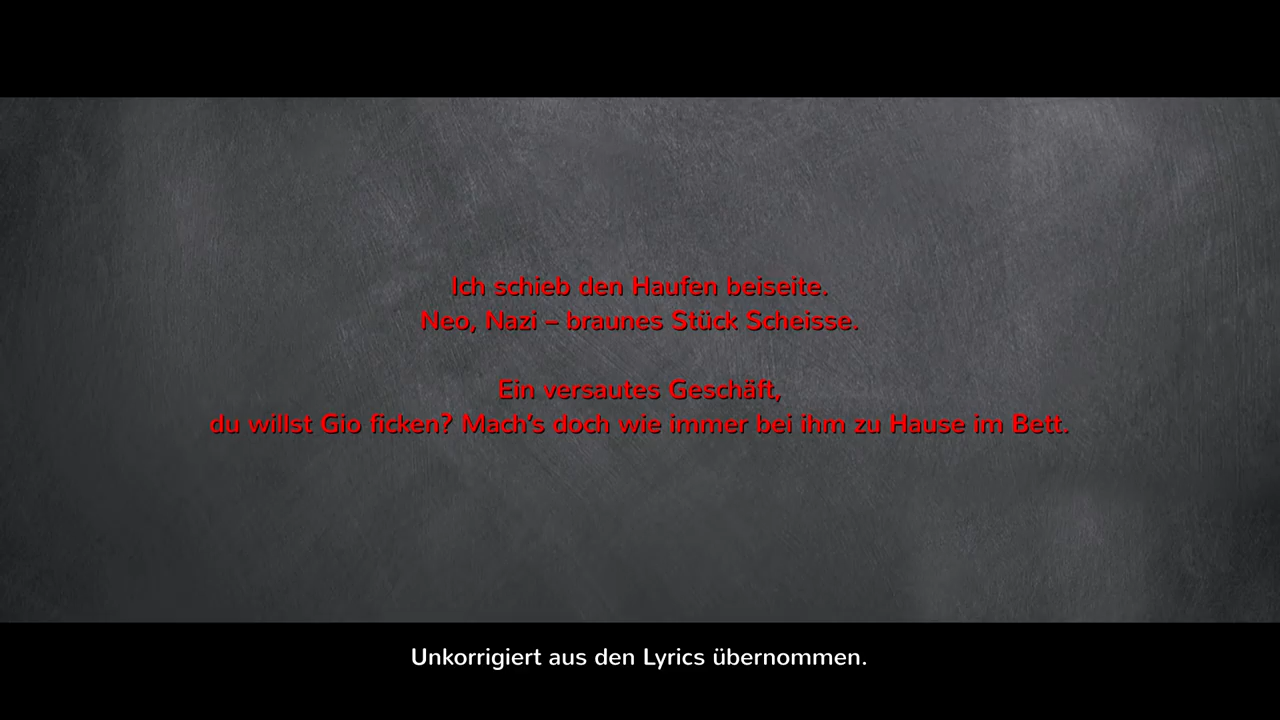 Ich schieb den Haufen beiseite.
Neo, Nazi – braunes Stück Scheisse.
Ein versautes Geschäft,
du willst Gio ficken? Mach's doch wie immer bei ihm zu Hause im Bett.
Unkorrigiert aus den Lyrics übernommen.